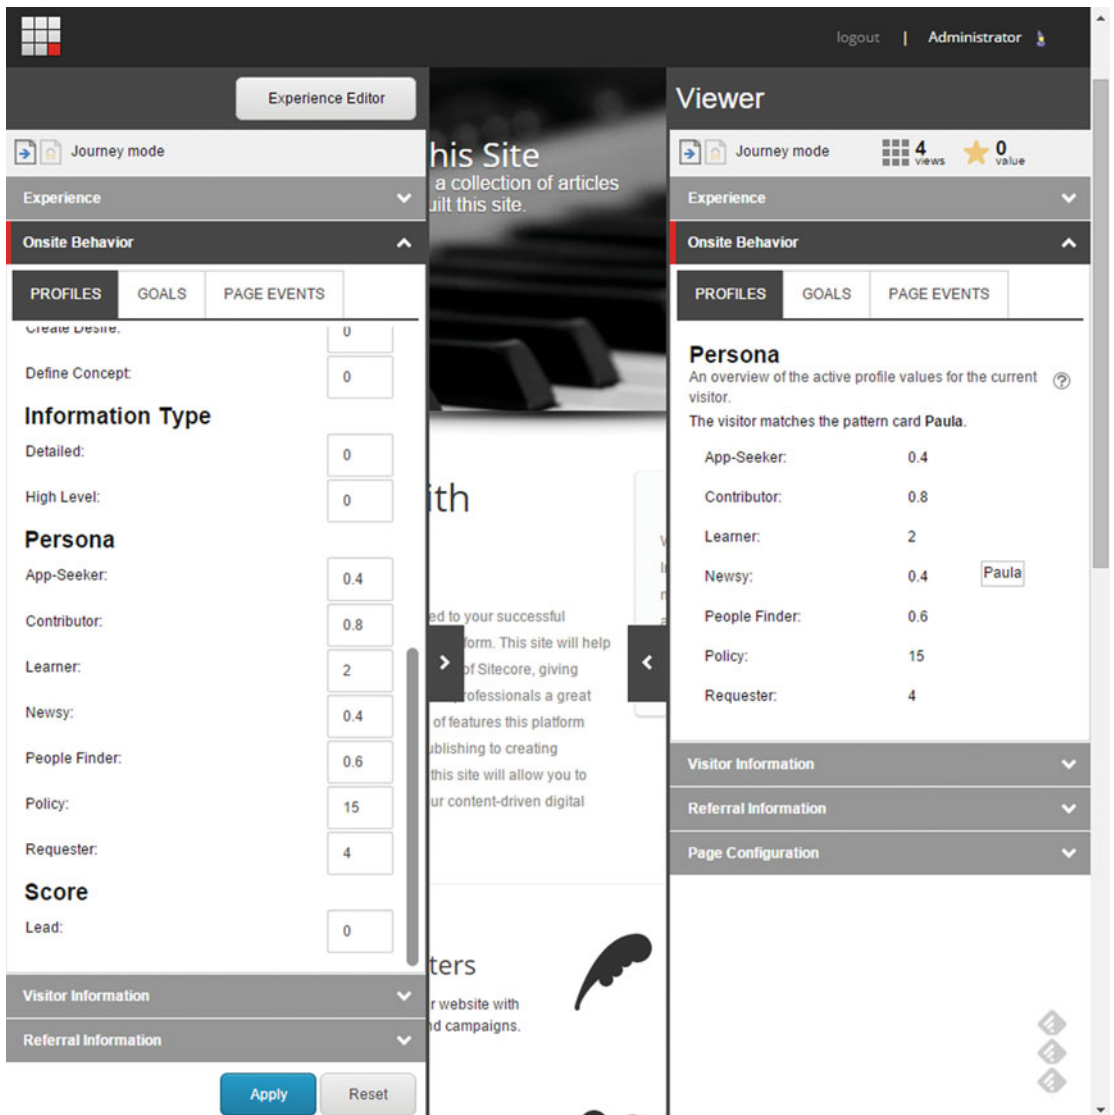 logout | Administrator
Experience Editor
Journey mode
Experience
Onsite Behavior
PROFILES GOALS PAGE EVENTS
Create Desire: 0
Define Concept: 0
Information Type
Detailed: 0
High Level: 0
Persona
App-Seeker: 0.4
Contributor: 0.8
Learner: 2
Newsy: 0.4
People Finder: 0.6
Policy: 15
Requester: 4
Score
Lead: 0
Visitor Information
Referral Information
Apply Reset
his Site
a collection of articles
uilt this site.
ith
ed to your successful
form. This site will help
of Sitecore, giving
rofessionals a great
of features this platform
ublishing to creating
this site will allow you to
ur content-driven digital
ters
r website with
nd campaigns.
Viewer
Journey mode 4 views 0 value
Experience
Onsite Behavior
PROFILES GOALS PAGE EVENTS
Persona
An overview of the active profile values for the current
visitor.
The visitor matches the pattern card Paula.
App-Seeker: 0.4
Contributor: 0.8
Learner: 2
Newsy: 0.4
Paula
People Finder: 0.6
Policy: 15
Requester: 4
Visitor Information
Referral Information
Page Configuration